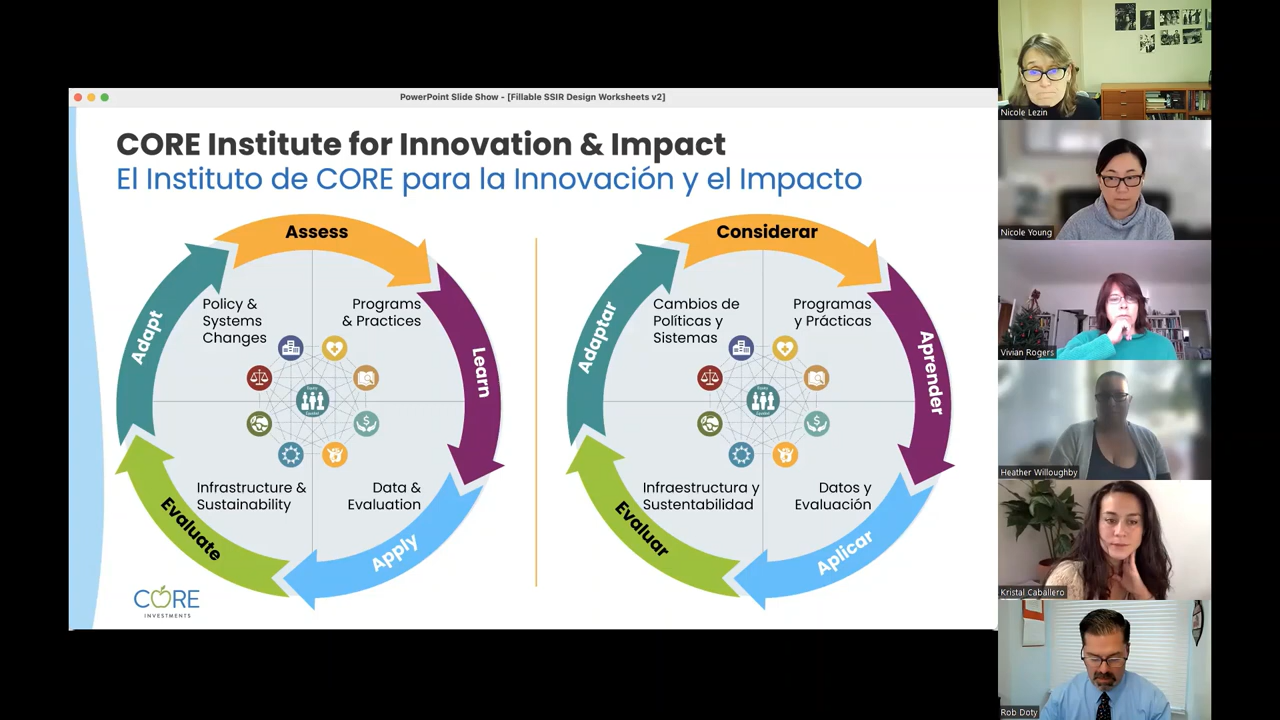 PowerPoint Slide Show - [Fillable SSIR Design Worksheets v2]
CORE Institute for Innovation & Impact
El Instituto de CORE para la Innovación y el Impacto
Assess
Policy &
Systems
Changes
Programs
& Practices
Adapt
Learn
Infrastructure &
Sustainability
Data &
Evaluation
Evaluate
Apply
Considerar
Cambios de
Políticas y
Sistemas
Programas
y Prácticas
Adaptar
Aprender
Infraestructura y
Sustentabilidad
Datos y
Evaluación
Evaluar
Aplicar
CORE
INVESTMENTS
Nicole Lezin
Nicole Young
Vivian Rogers
Heather Willoughby
Kristal Caballero
Rob Doty